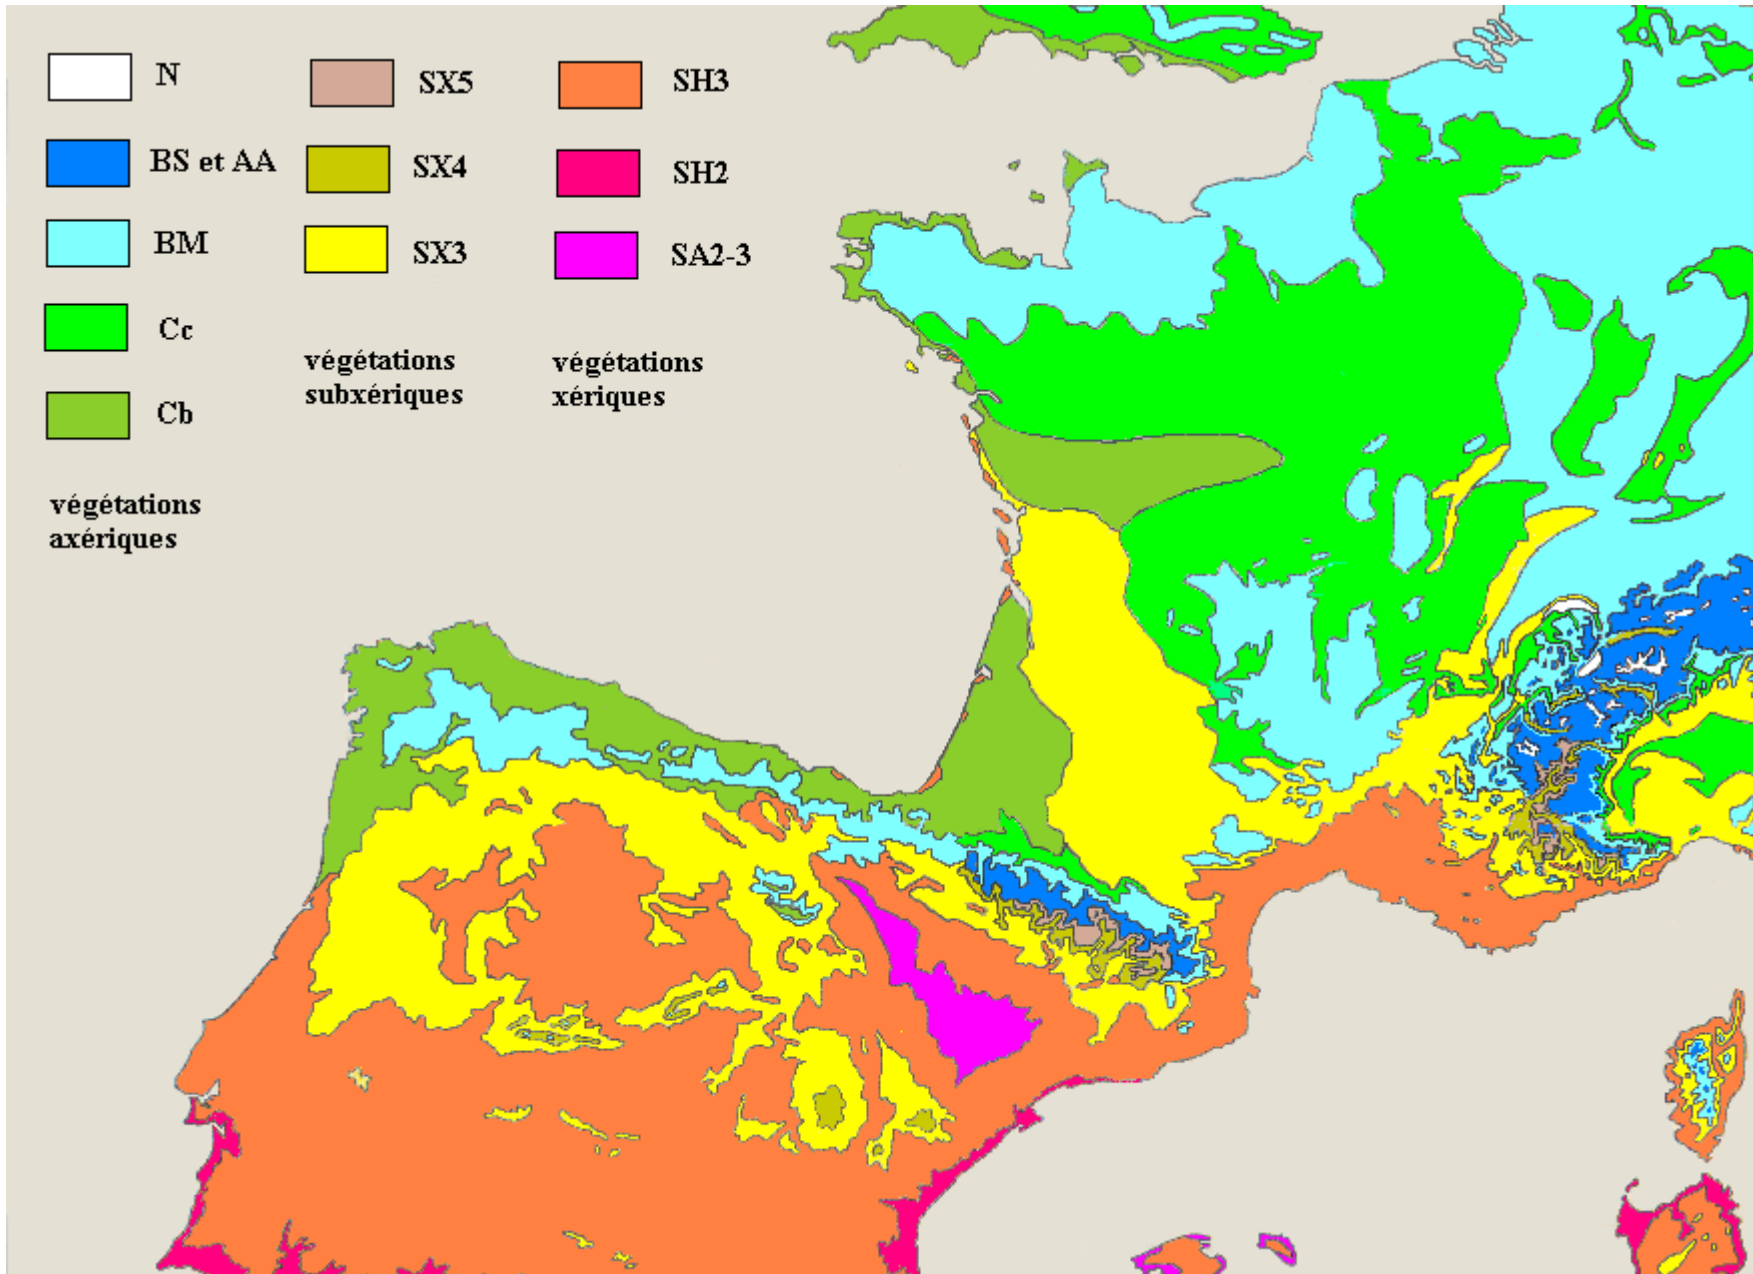 N
BS et AA
BM
Cc
Cb
végétations
axériques
SX5
SX4
SX3
végétations
subxériques
SH3
SH2
SA2-3
végétations
xériques